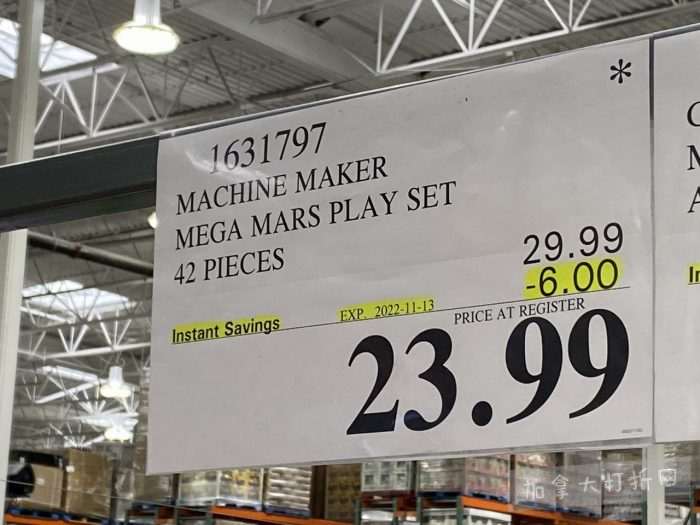 *
1631797
MACHINE MAKER
MEGA MARS PLAY SET
42 PIECES
29.99
-6.00
Instant Savings
EXP. 2022-11-13
PRICE AT REGISTER
23.99
C
M
A
In
加拿大打折网